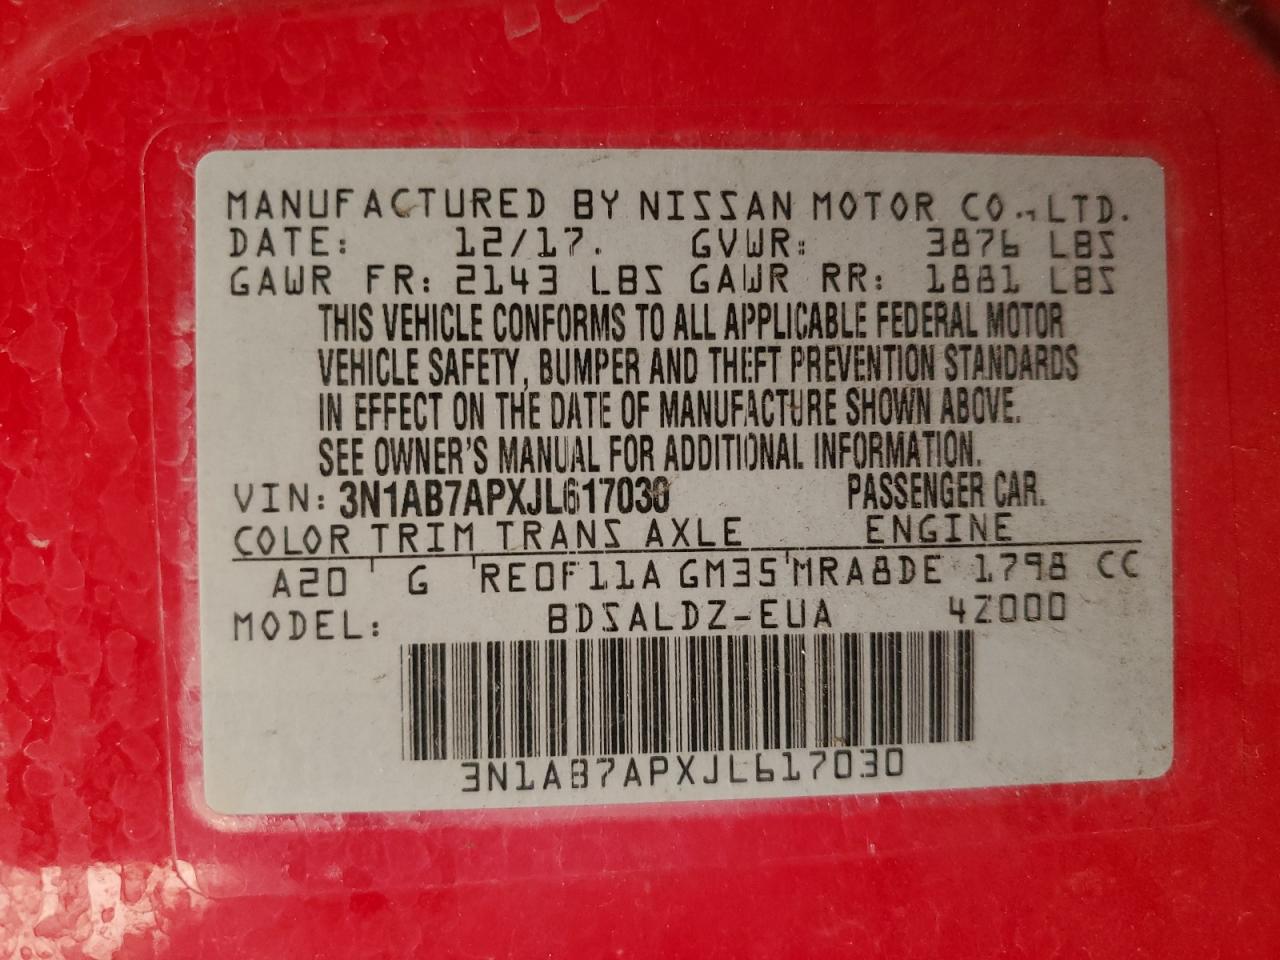 MANUFACTURED BY NISSAN MOTOR CO., LTD.
DATE: 12/17. GVWR: 3876 LBS
GAWR FR: 2143 LBS GAWR RR: 1881 LBS
THIS VEHICLE CONFORMS TO ALL APPLICABLE FEDERAL MOTOR
VEHICLE SAFETY, BUMPER AND THEFT PREVENTION STANDARDS
IN EFFECT ON THE DATE OF MANUFACTURE SHOWN ABOVE.
SEE OWNER'S MANUAL FOR ADDITIONAL INFORMATION.
VIN: 3N1AB7APXJL617030 PASSENGER CAR.
COLOR TRIM TRANS AXLE ENGINE
A20 ' G 'RE0F11A GM35'MRA8DE 1798 CC
MODEL: BDSALDZ-EUA 4Z000
3N1AB7APXJL617030